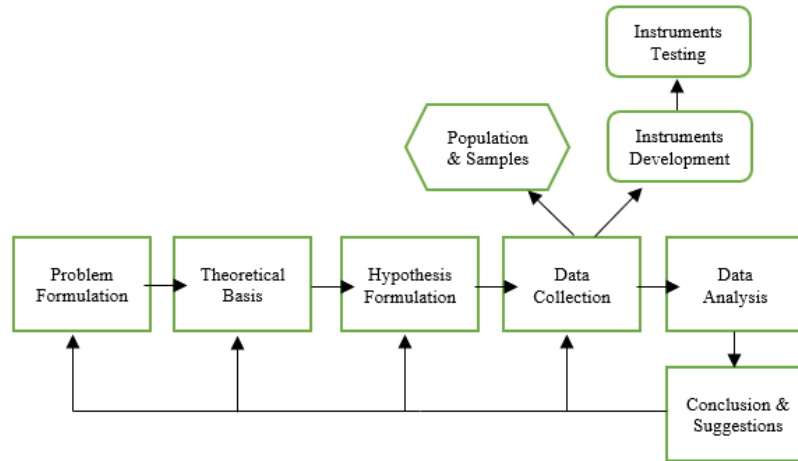 Instruments
Testing
Population
& Samples
Instruments
Development
Problem
Formulation
Theoretical
Basis
Hypothesis
Formulation
Data
Collection
Data
Analysis
Conclusion &
Suggestions